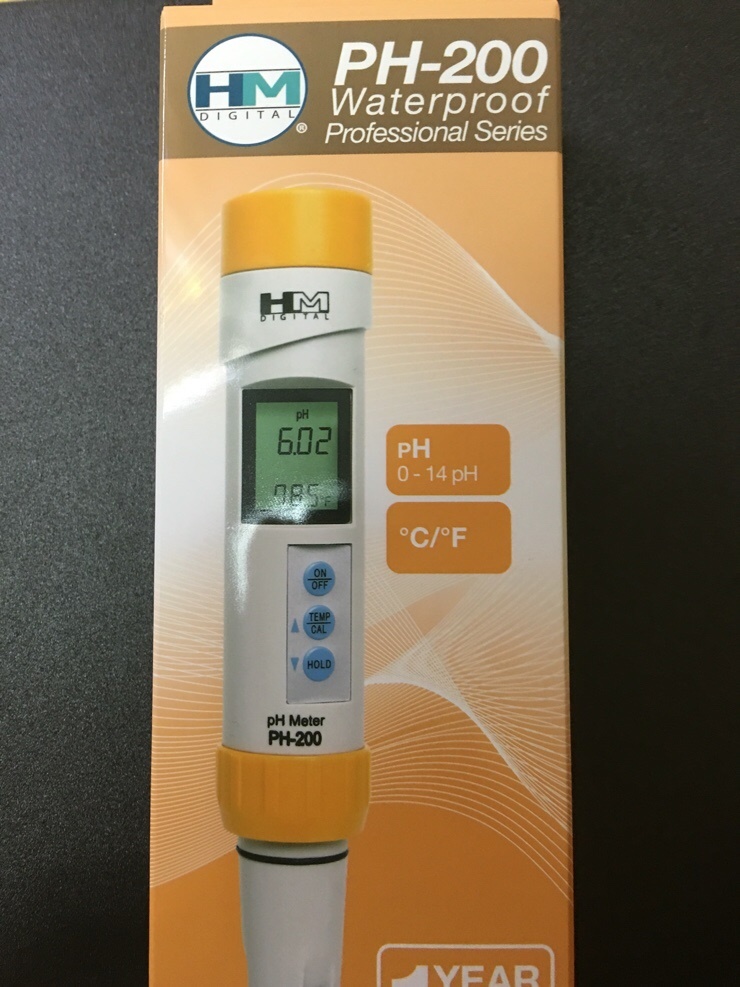 HM
DIGITAL®
PH-200
Waterproof
Professional Series
HM
DIGITAL
pH
6.02
PH
0 - 14 pH
°C/°F
ON
OFF
▲ TEMP
CAL
▼ HOLD
pH Meter
PH-200
1 YEAR